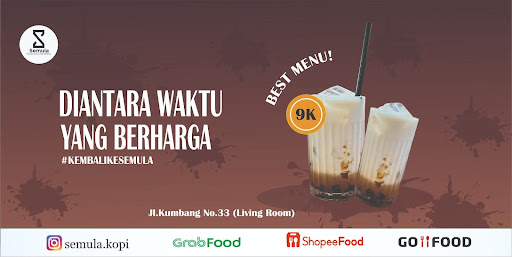 Semula
BEST MENU!
9K
DIANTARA WAKTU
YANG BERHARGA
#KEMBALIKESEMULA
Jl.Kumbang No.33 (Living Room)
semula.kopi
GrabFood
ShopeeFood
GOFOOD